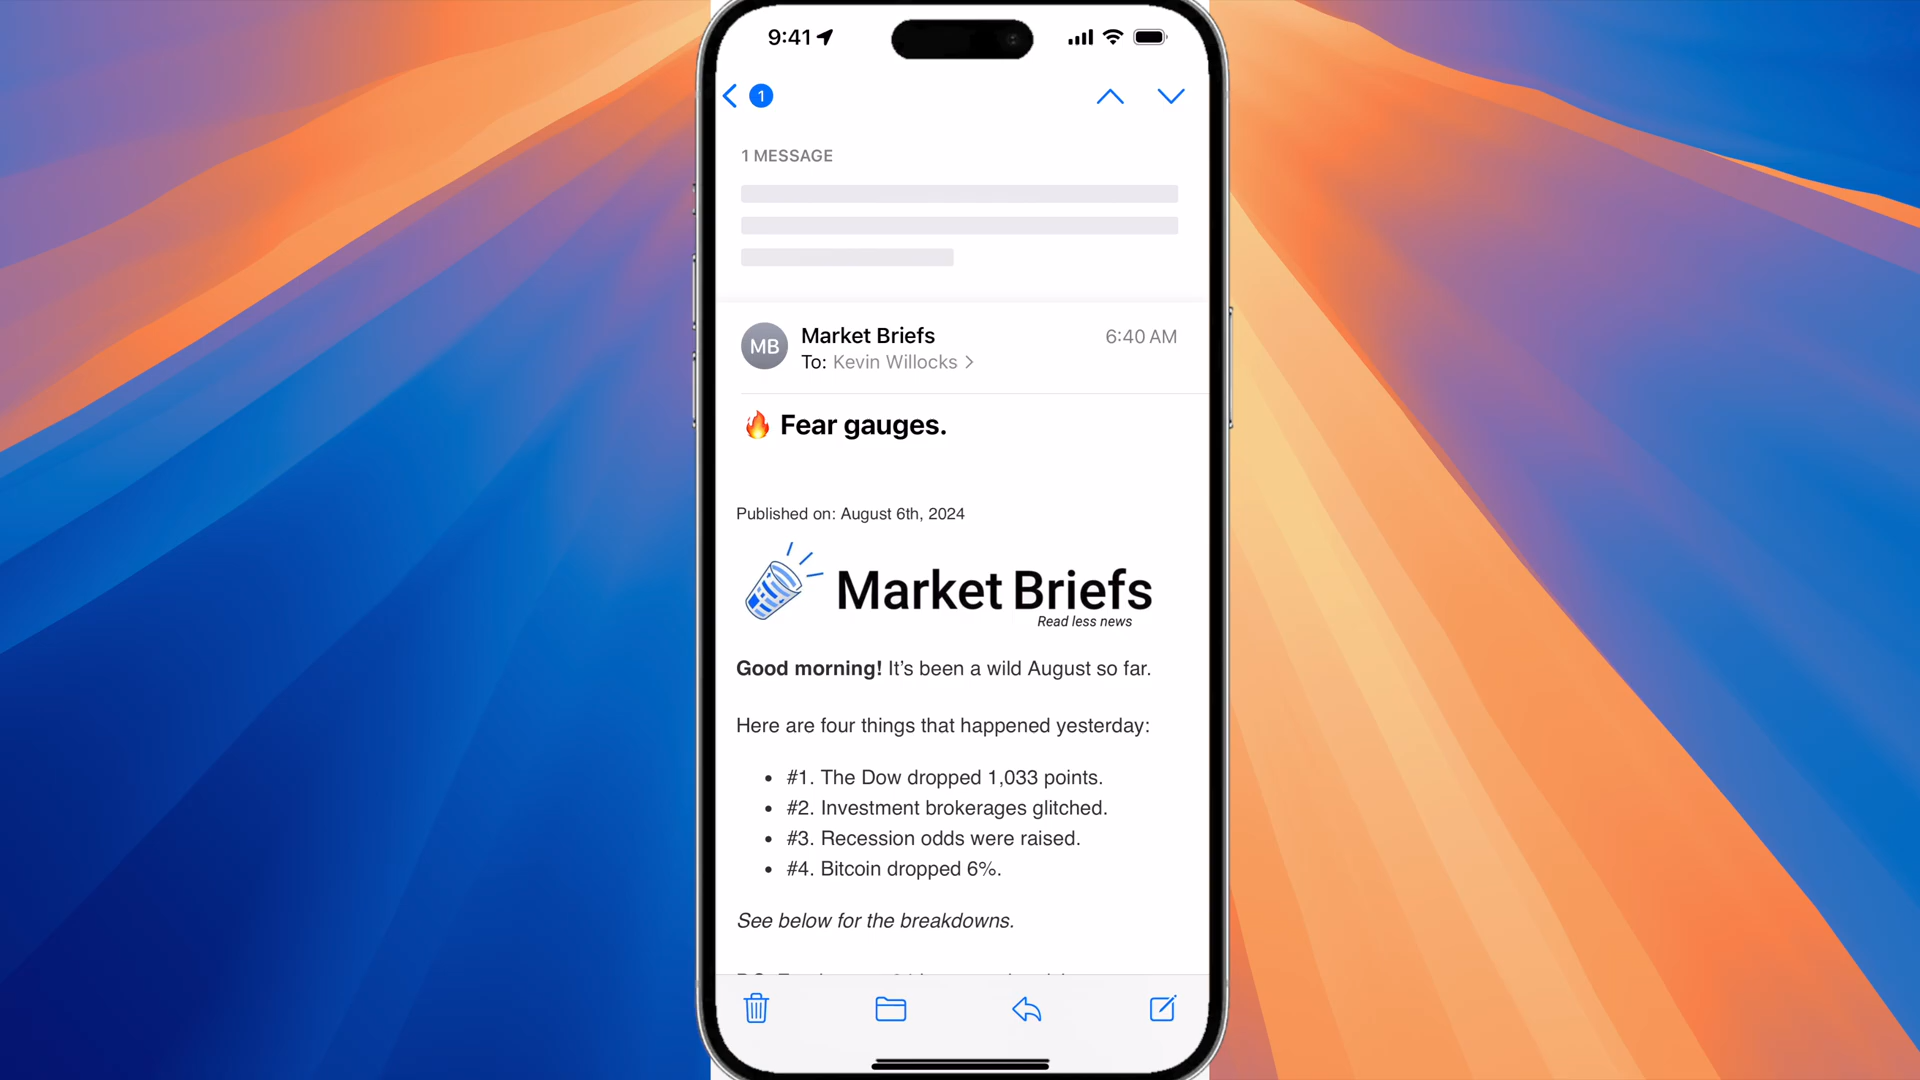 9:41
1
1 MESSAGE
MB
Market Briefs
6:40 AM
To: Kevin Willocks
🔥 Fear gauges.
Published on: August 6th, 2024
Market Briefs
Read less news
Good morning! It’s been a wild August so far.
Here are four things that happened yesterday:
• #1. The Dow dropped 1,033 points.
• #2. Investment brokerages glitched.
• #3. Recession odds were raised.
• #4. Bitcoin dropped 6%.
See below for the breakdowns.